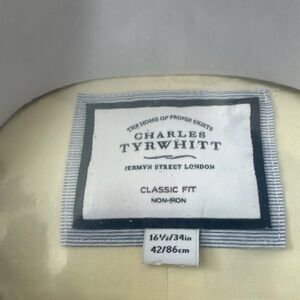 THE HOME OF PROPER SHIRTS
CHARLES
TYRWHITT
JERMYN STREET LONDON
CLASSIC FIT
NON-IRON
16½/34in
42/86cm